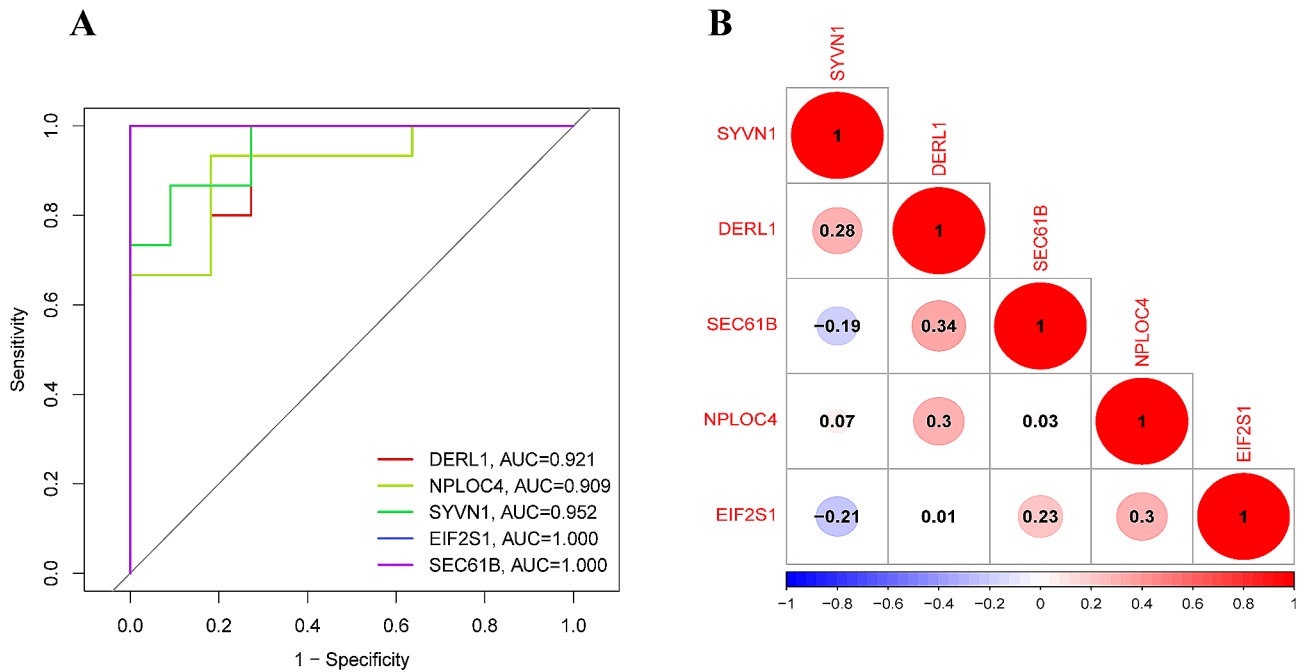 A
1.0
0.8
0.6
0.4
0.2
0.0
Sensitivity
DERL1, AUC=0.921
NPLOC4, AUC=0.909
SYVN1, AUC=0.952
EIF2S1, AUC=1.000
SEC61B, AUC=1.000
0.0 0.2 0.4 0.6 0.8 1.0
1 − Specificity
B
SYVN1
DERL1
SEC61B
NPLOC4
EIF2S1
SYVN1 1
DERL1 0.28 1
SEC61B −0.19 0.34 1
NPLOC4 0.07 0.3 0.03 1
EIF2S1 −0.21 0.01 0.23 0.3 1
−1 −0.8 −0.6 −0.4 −0.2 0 0.2 0.4 0.6 0.8 1